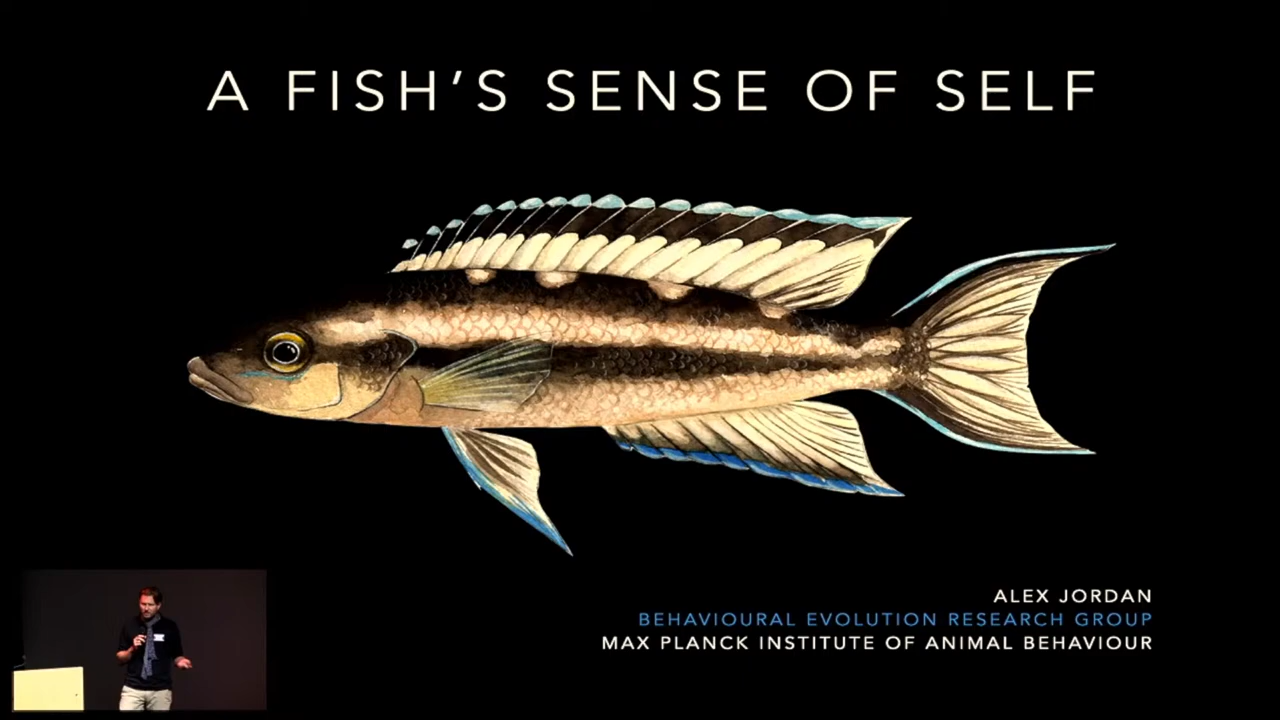 A FISH'S SENSE OF SELF
ALEX JORDAN
BEHAVIOURAL EVOLUTION RESEARCH GROUP
MAX PLANCK INSTITUTE OF ANIMAL BEHAVIOUR